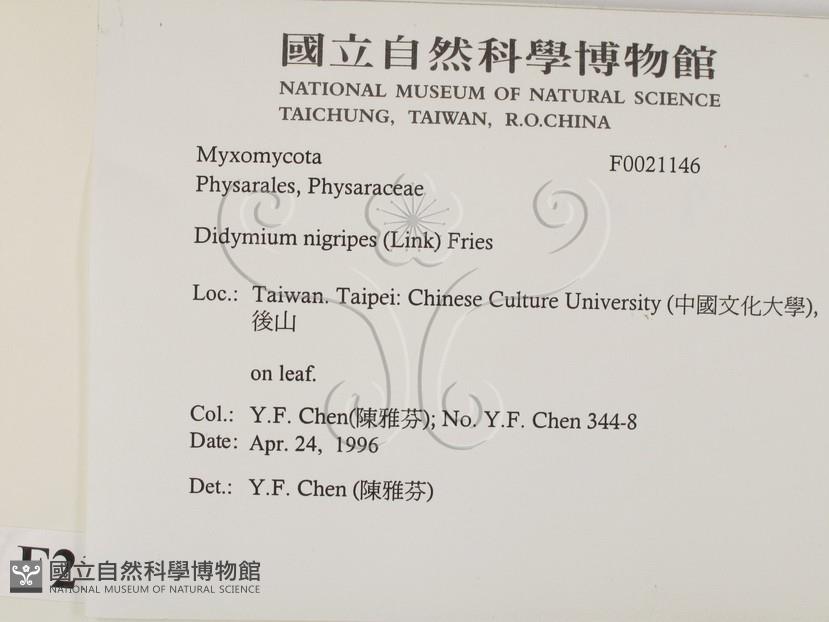 國立自然科學博物館
NATIONAL MUSEUM OF NATURAL SCIENCE
TAICHUNG, TAIWAN, R.O.CHINA
Myxomycota F0021146
Physarales, Physaraceae
Didymium nigripes (Link) Fries
Loc.: Taiwan. Taipei: Chinese Culture University (中國文化大學),
後山
on leaf.
Col.: Y.F. Chen(陳雅芬); No. Y.F. Chen 344-8
Date: Apr. 24, 1996
Det.: Y.F. Chen (陳雅芬)
F2
國立自然科學博物館
NATIONAL MUSEUM OF NATURAL SCIENCE